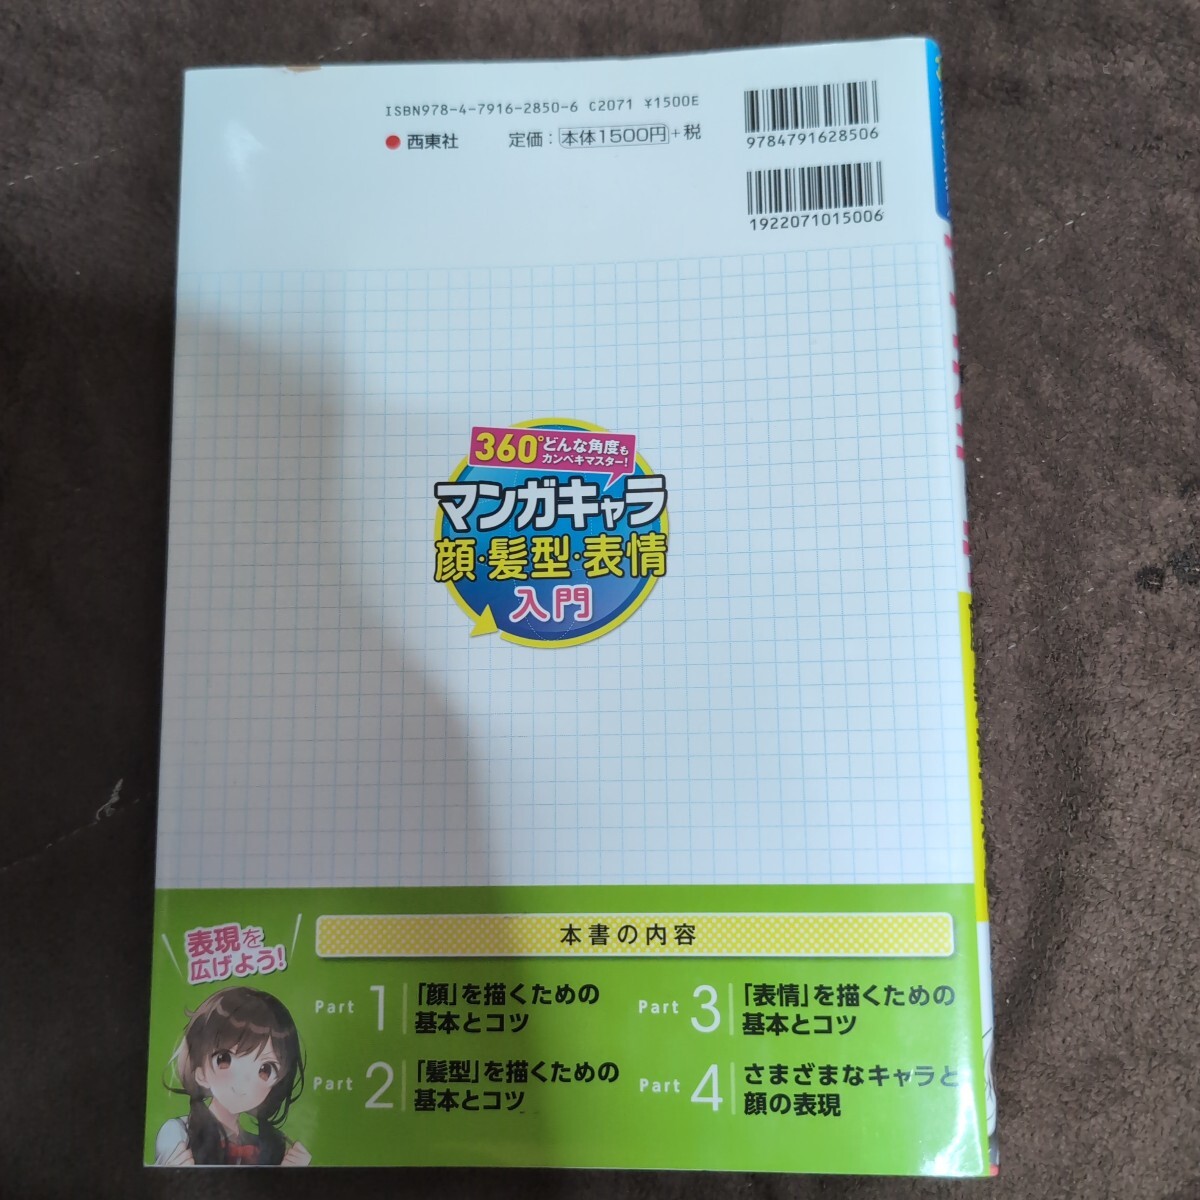 ISBN978-4-7916-2850-6 C2071 ¥1500E
西東社 定価：本体1500円+税
9784791628506
1922071015006
360°どんな角度も
カンペキマスター!
マンガキャラ
顔・髪型・表情
入門
表現を
広げよう!
本書の内容
Part 1 「顔」を描くための
基本とコツ
Part 2 「髪型」を描くための
基本とコツ
Part 3 「表情」を描くための
基本とコツ
Part 4 さまざまなキャラと
顔の表現